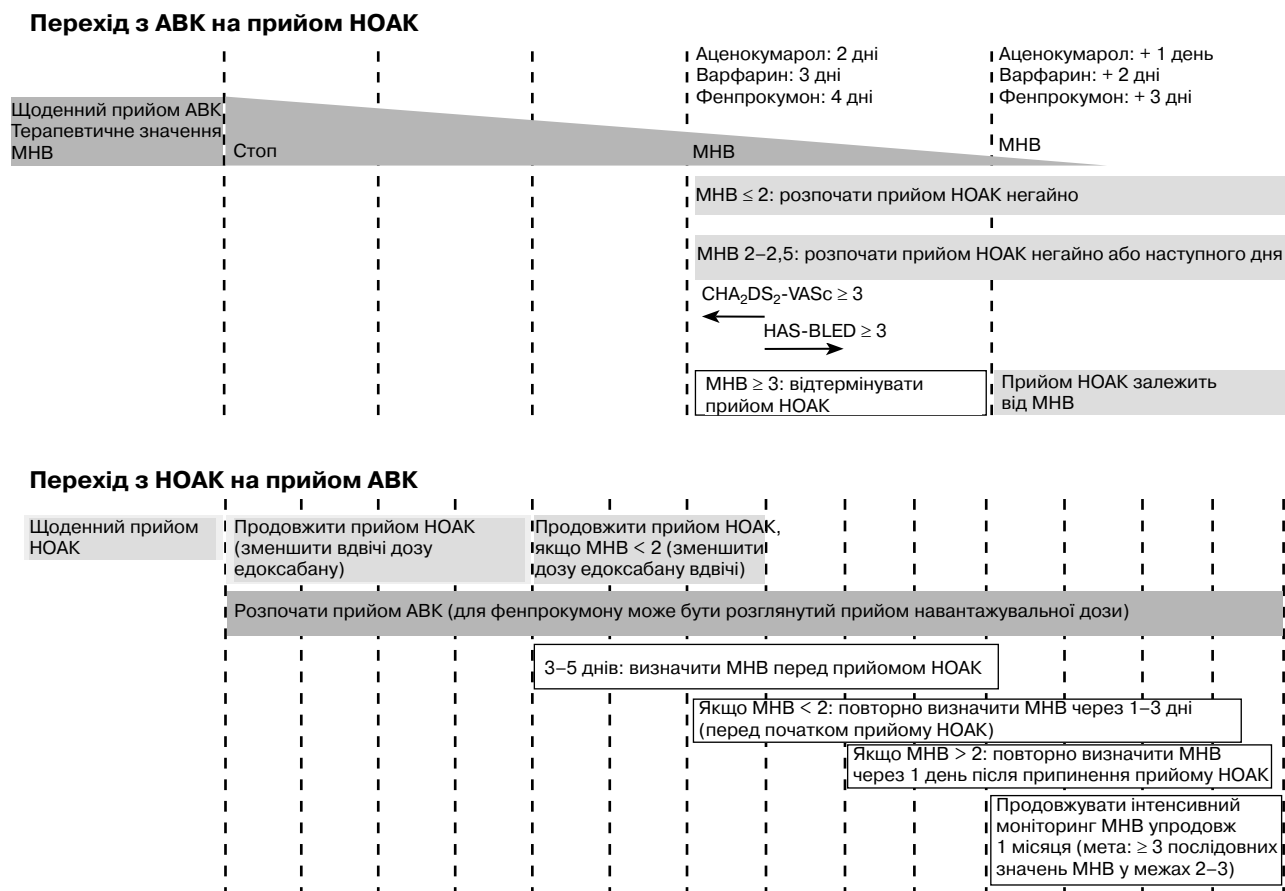 Перехід з АВК на прийом НОАК
Аценокумарол: 2 дні
Варфарин: 3 дні
Фенпрокумон: 4 дні
Аценокумарол: + 1 день
Варфарин: + 2 дні
Фенпрокумон: + 3 дні
Щоденний прийом АВК
Терапевтичне значення
МНВ
Стоп
МНВ
МНВ
МНВ ≤ 2: розпочати прийом НОАК негайно
МНВ 2–2,5: розпочати прийом НОАК негайно або наступного дня
CHA₂DS₂-VASc ≥ 3
HAS-BLED ≥ 3
МНВ ≥ 3: відтермінувати
прийом НОАК
Прийом НОАК залежить
від МНВ
Перехід з НОАК на прийом АВК
Щоденний прийом
НОАК
Продовжити прийом НОАК
(зменшити вдвічі дозу
едоксабану)
Продовжити прийом НОАК,
якщо МНВ < 2 (зменшити
дозу едоксабану вдвічі)
Розпочати прийом АВК (для фенпрокумону може бути розглянутий прийом навантажувальної дози)
3–5 днів: визначити МНВ перед прийомом НОАК
Якщо МНВ < 2: повторно визначити МНВ через 1–3 дні
(перед початком прийому НОАК)
Якщо МНВ > 2: повторно визначити МНВ
через 1 день після припинення прийому НОАК
Продовжувати інтенсивний
моніторинг МНВ упродовж
1 місяця (мета: ≥ 3 послідовних
значень МНВ у межах 2–3)